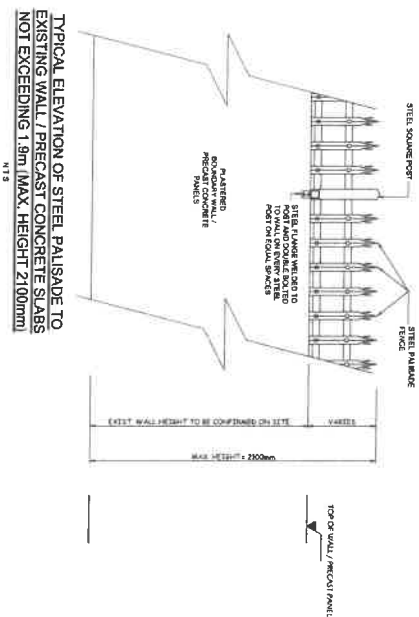 STEEL SQUARE POST
STEEL PALISADE
FENCE
STEEL FLANGE WELDED TO
POST AND DOUBLE BOLTED
TO WALL ON EVERY STEEL
POST ON EQUAL SPACES
PLASTERED
BOUNDARY WALL /
PRECAST CONCRETE
PANELS
VARIES
EXIST WALL HEIGHT TO BE CONFIRMED ON SITE
MAX HEIGHT = 2100mm
TOP OF WALL / PRECAST PANEL
TYPICAL ELEVATION OF STEEL PALISADE TO
EXISTING WALL / PRECAST CONCRETE SLABS
NOT EXCEEDING 1.9m (MAX. HEIGHT 2100mm)
NTS